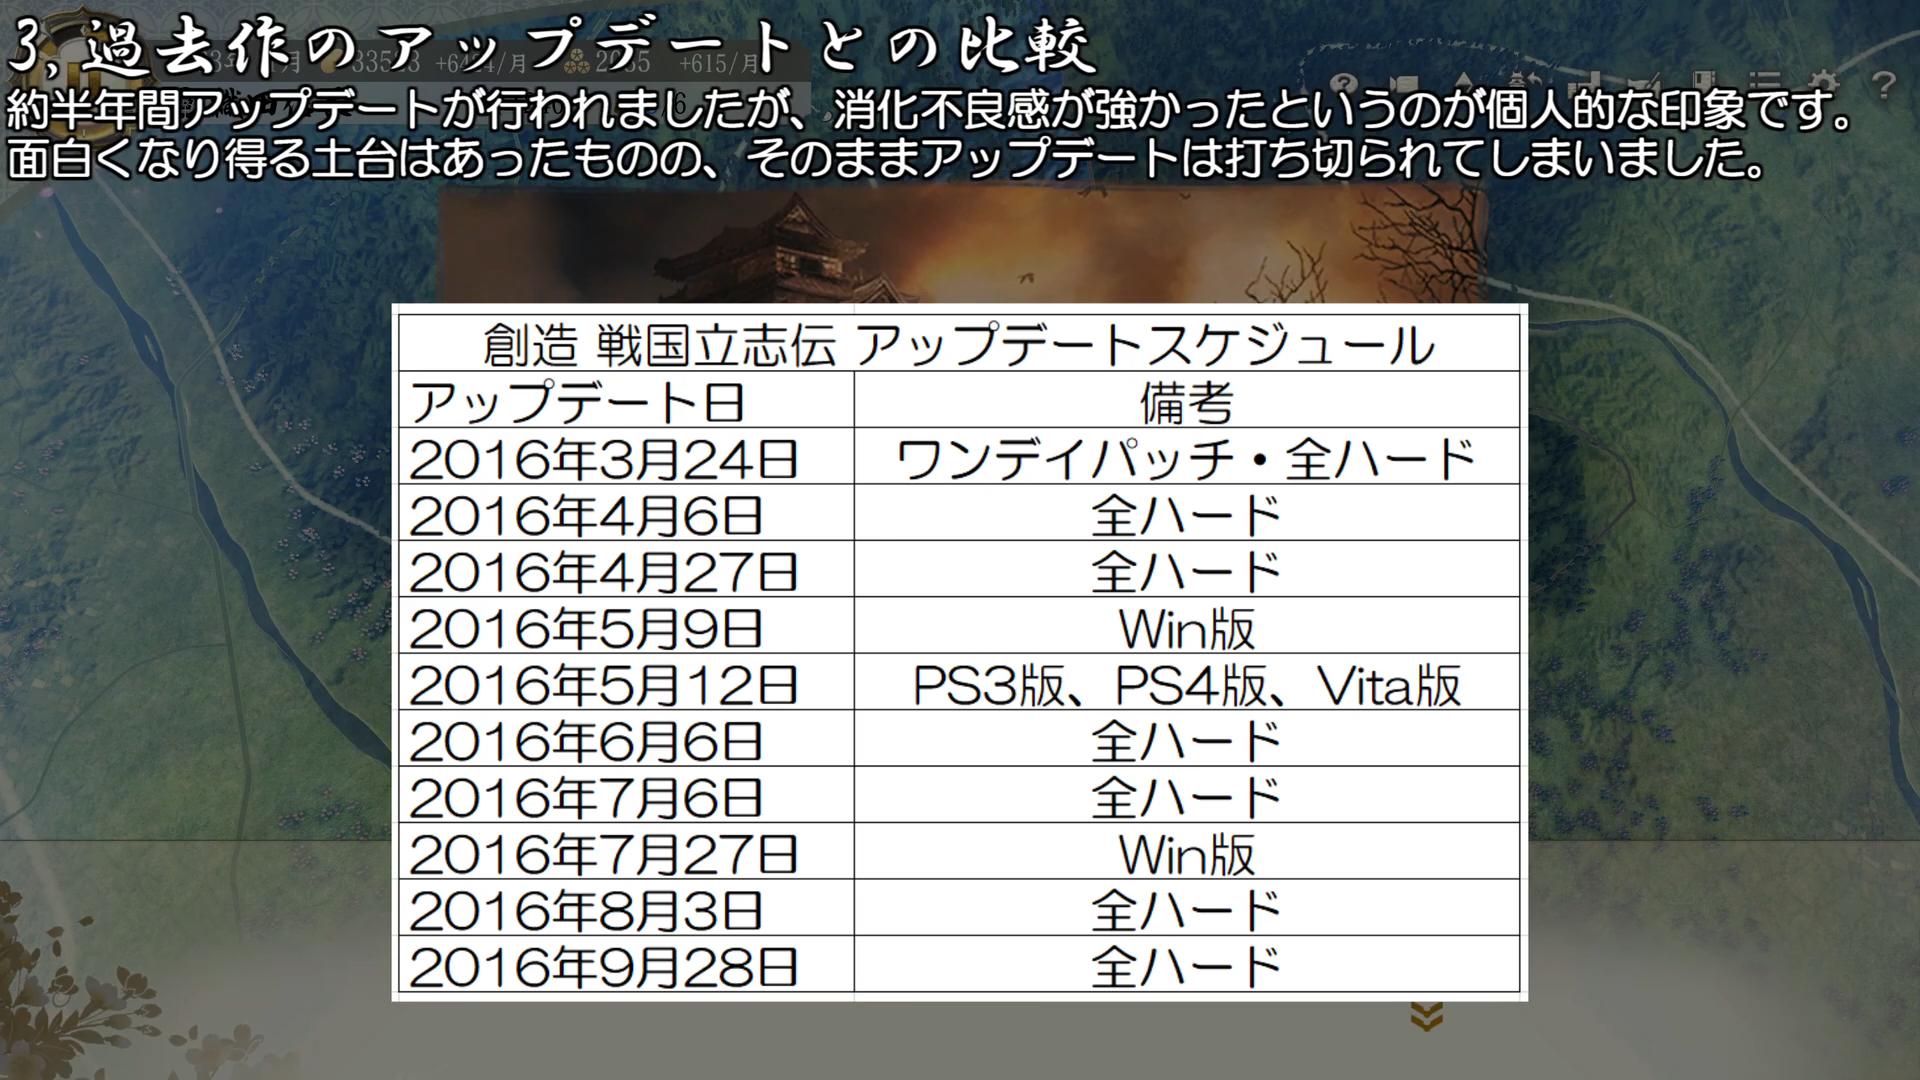 3,過去作のアップデートとの比較
約半年間アップデートが行われましたが、消化不良感が強かったというのが個人的な印象です。
面白くなり得る土台はあったものの、そのままアップデートは打ち切られてしまいました。
創造 戦国立志伝 アップデートスケジュール
アップデート日 備考
2016年3月24日 ワンデイパッチ・全ハード
2016年4月6日 全ハード
2016年4月27日 全ハード
2016年5月9日 Win版
2016年5月12日 PS3版、PS4版、Vita版
2016年6月6日 全ハード
2016年7月6日 全ハード
2016年7月27日 Win版
2016年8月3日 全ハード
2016年9月28日 全ハード